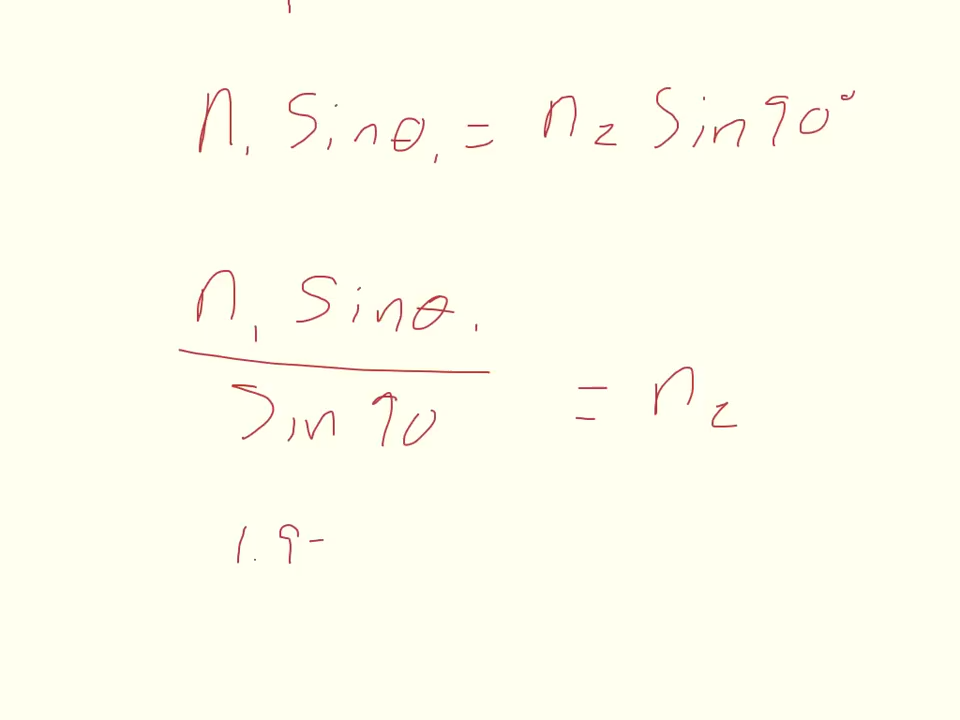 n₁ Sinθ₁ = n₂ Sin 90°
n₁ Sinθ₁
Sin 90 = n₂
1.9-